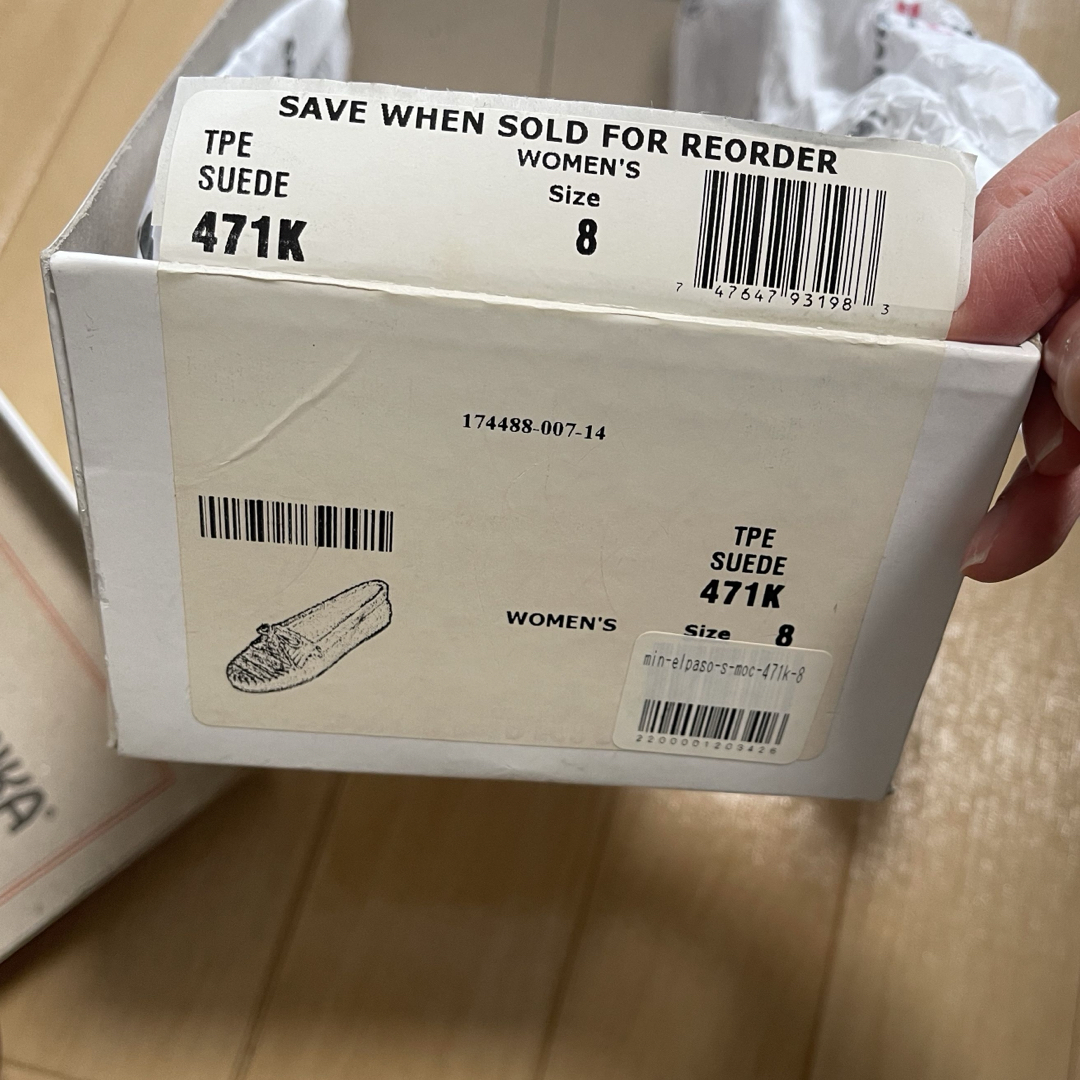 SAVE WHEN SOLD FOR REORDER
TPE
SUEDE
471K
WOMEN'S
Size
8
7 47647 93198 3
174488-007-14
TPE
SUEDE
471K
WOMEN'S
Size 8
min-elpaso-s-moc-471k-8
2200001203426